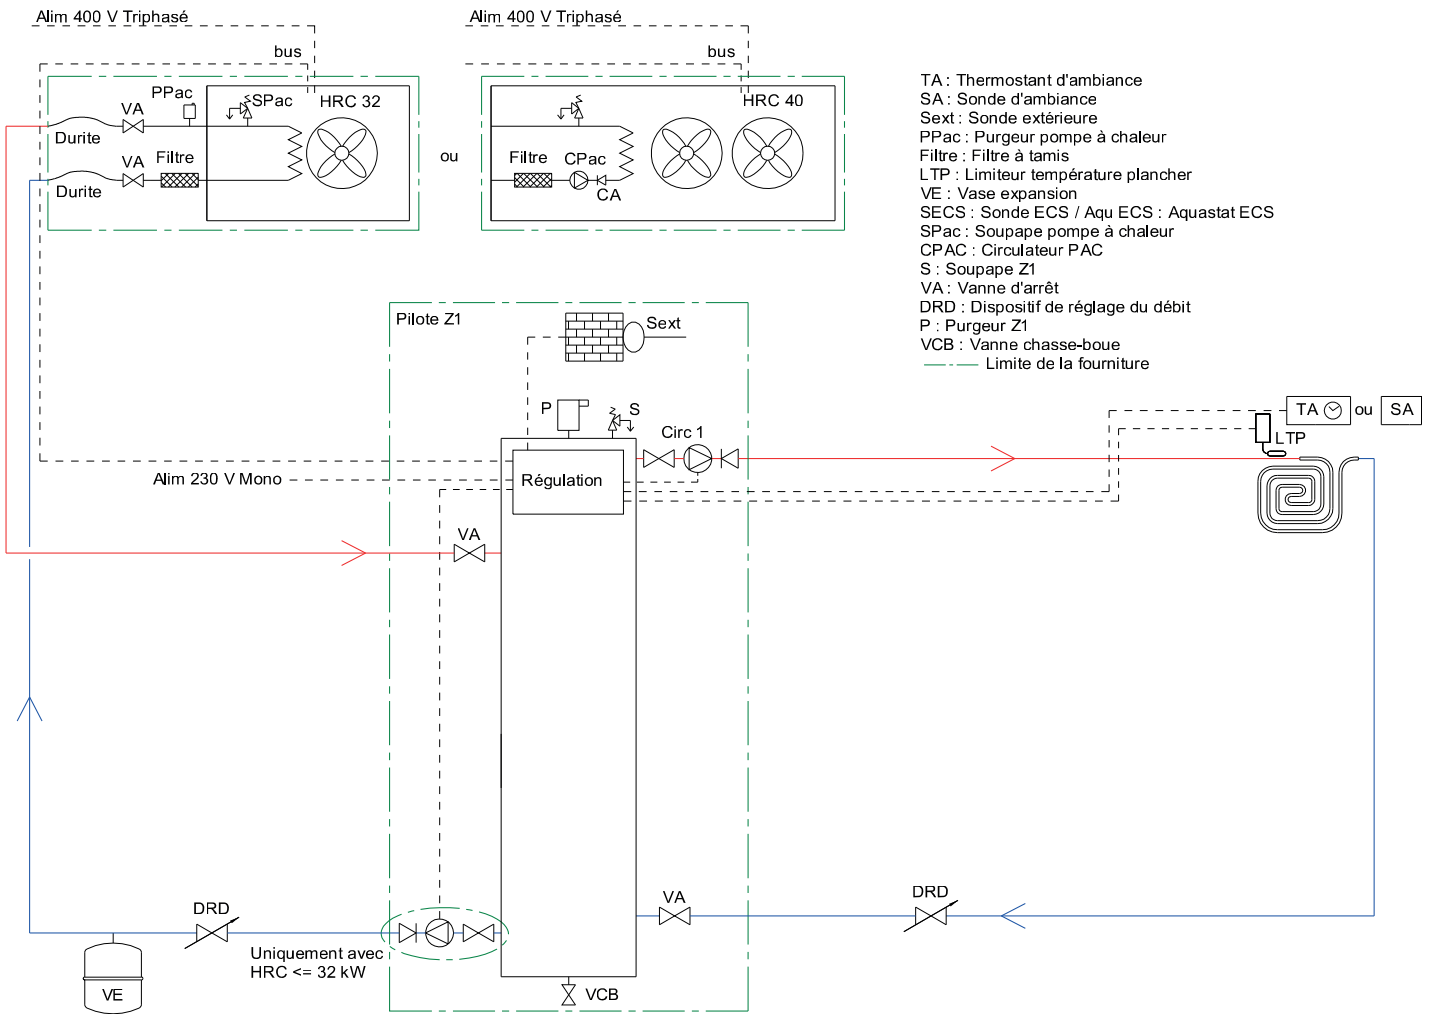 Alim 400 V Triphasé
Alim 400 V Triphasé
bus
bus
PPac
VA
SPac
HRC 32
Durite
VA
Filtre
Durite
ou
HRC 40
Filtre
CPac
CA
TA : Thermostant d'ambiance
SA : Sonde d'ambiance
Sext : Sonde extérieure
PPac : Purgeur pompe à chaleur
Filtre : Filtre à tamis
LTP : Limiteur température plancher
VE : Vase expansion
SECS : Sonde ECS / Aqu ECS : Aquastat ECS
SPac : Soupape pompe à chaleur
CPAC : Circulateur PAC
S : Soupape Z1
VA : Vanne d'arrêt
DRD : Dispositif de réglage du débit
P : Purgeur Z1
VCB : Vanne chasse-boue
Limite de la fourniture
Pilote Z1
Sext
P
S
Circ 1
TA
ou
SA
LTP
Alim 230 V Mono
Régulation
VA
DRD
VA
DRD
Uniquement avec
HRC <= 32 kW
VE
VCB